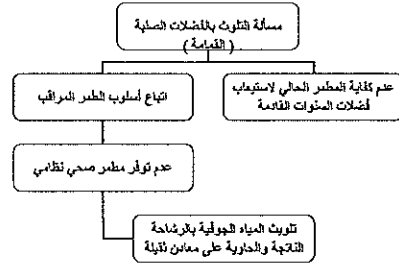 مسألة التلوث بالفضلات الصلبة
( القمامة )
عدم كفاية المطمر الحالي لاستيعاب
فضلات السنوات القادمة
اتباع أسلوب الطمر المراقب
عدم توفر مطمر صحي نظامي
تلويث المياه الجوفية بالرشاحة
الناتجة والحاوية على معادن ثقيلة